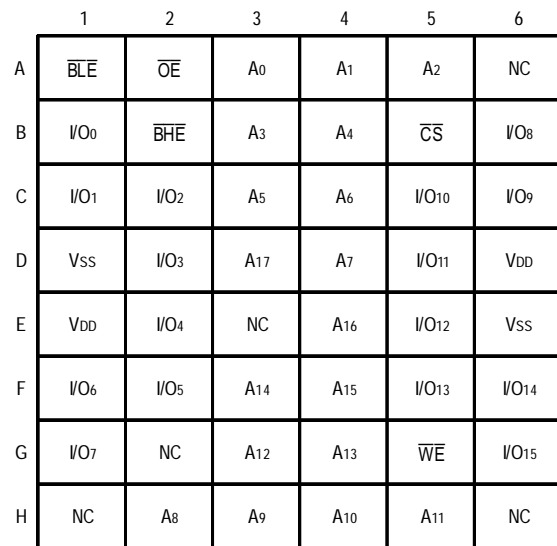 1 2 3 4 5 6
A BLE OE A0 A1 A2 NC
B I/O0 BHE A3 A4 CS I/O8
C I/O1 I/O2 A5 A6 I/O10 I/O9
D VSS I/O3 A17 A7 I/O11 VDD
E VDD I/O4 NC A16 I/O12 VSS
F I/O6 I/O5 A14 A15 I/O13 I/O14
G I/O7 NC A12 A13 WE I/O15
H NC A8 A9 A10 A11 NC